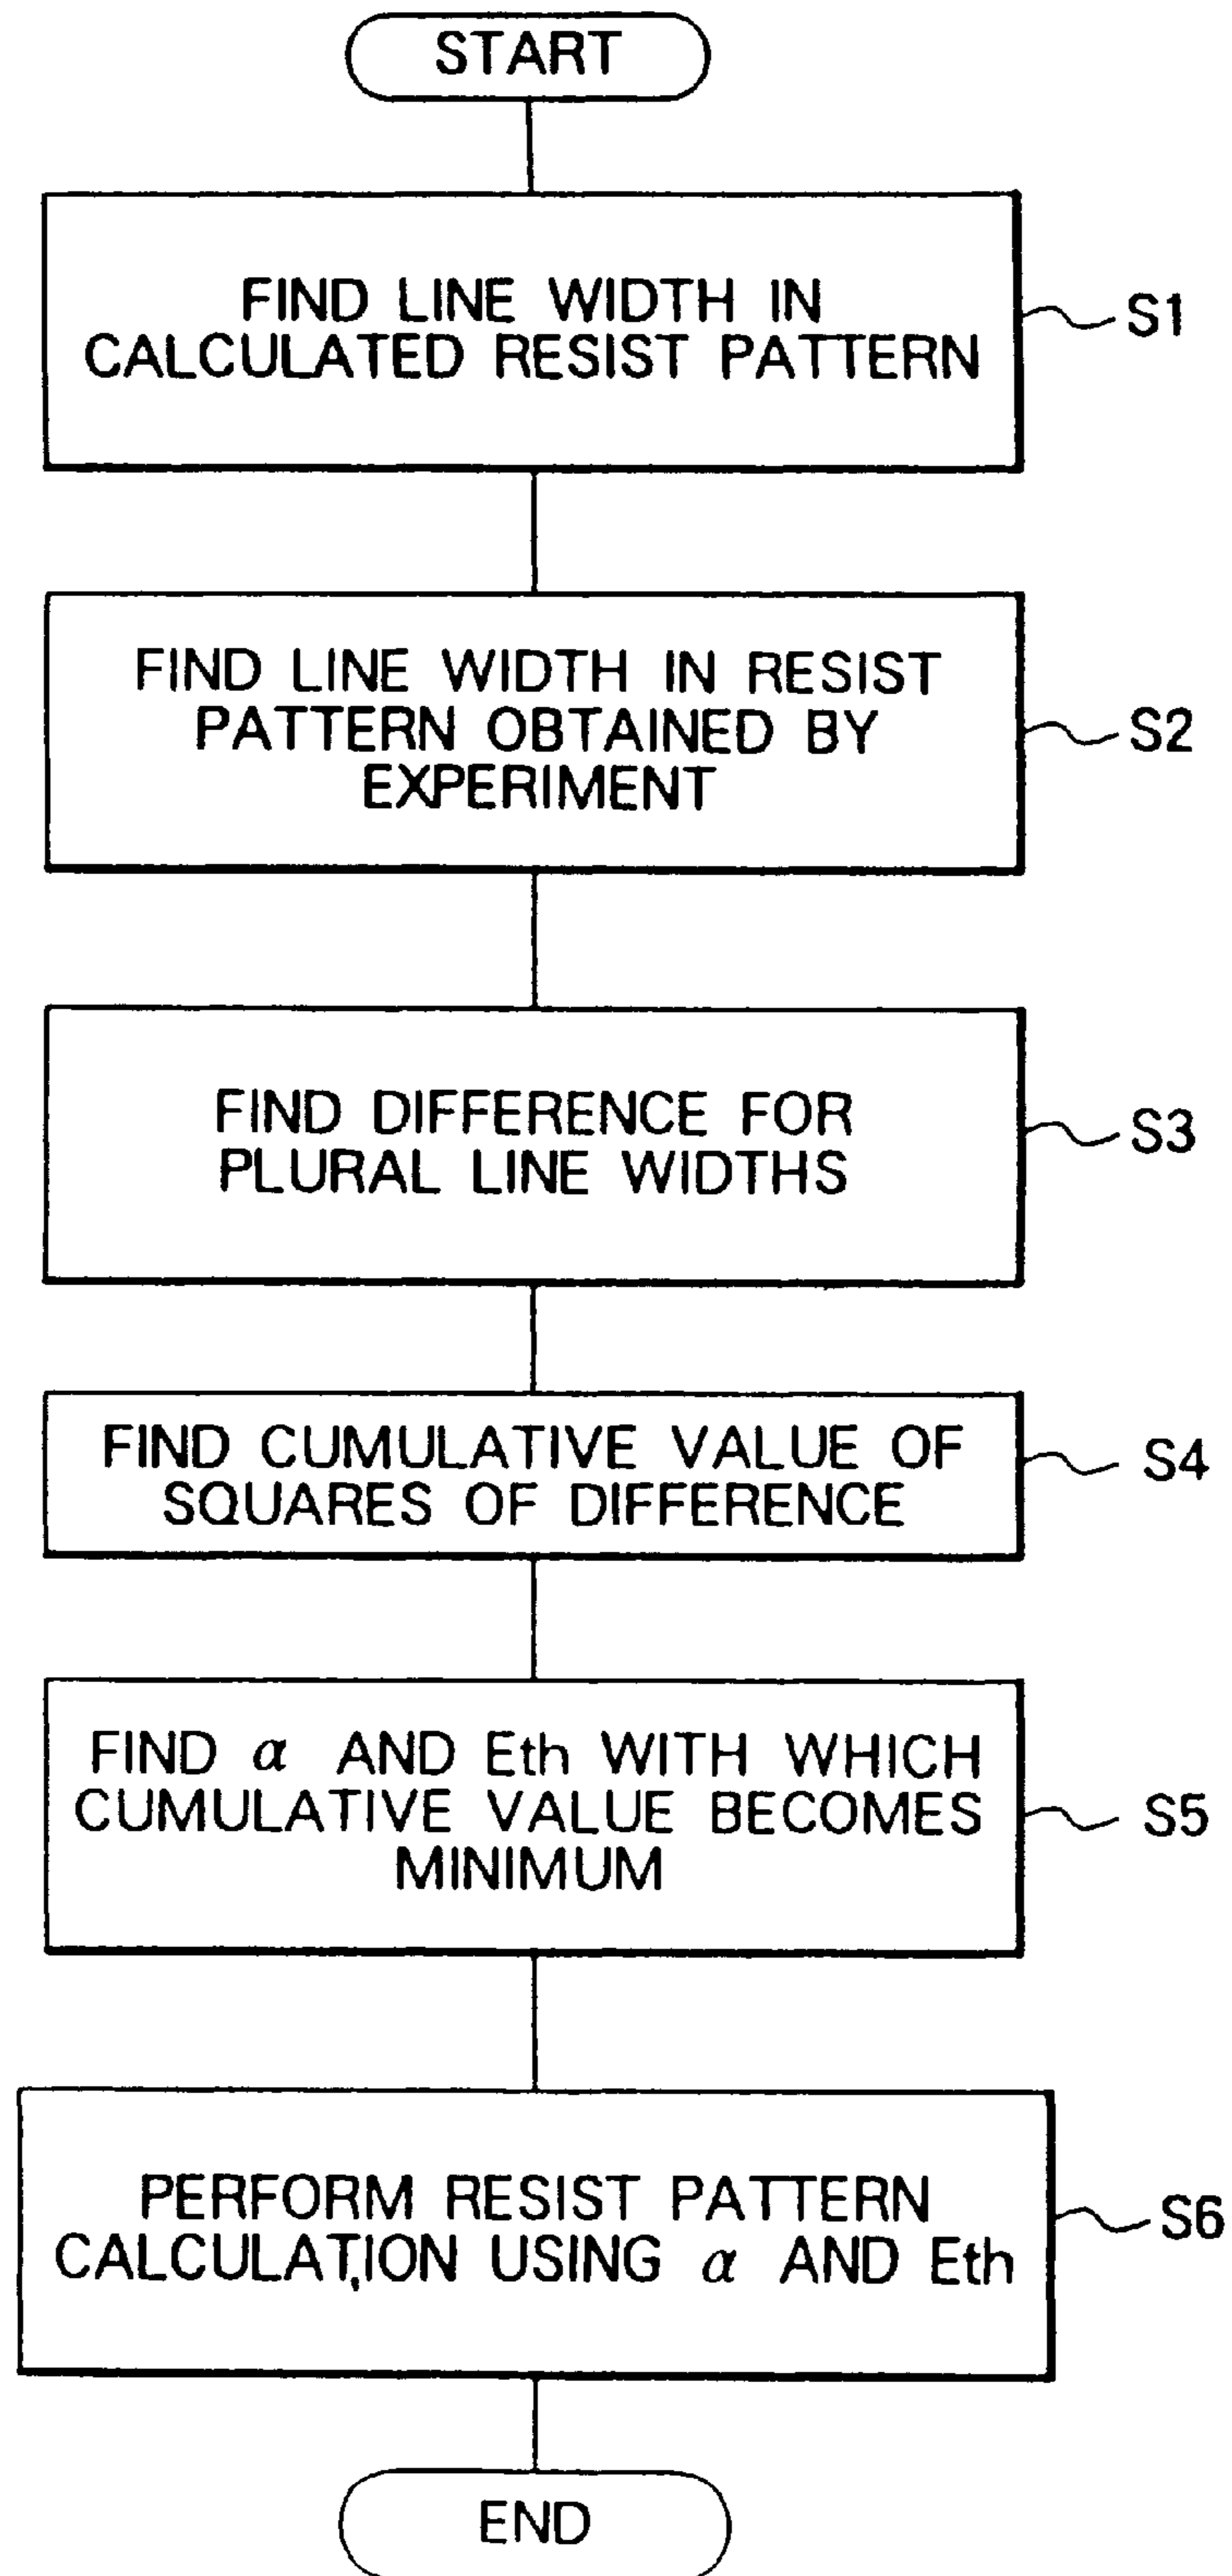 START
FIND LINE WIDTH IN
CALCULATED RESIST PATTERN
S1
FIND LINE WIDTH IN RESIST
PATTERN OBTAINED BY
EXPERIMENT
S2
FIND DIFFERENCE FOR
PLURAL LINE WIDTHS
S3
FIND CUMULATIVE VALUE OF
SQUARES OF DIFFERENCE
S4
FIND α AND Eth WITH WHICH
CUMULATIVE VALUE BECOMES
MINIMUM
S5
PERFORM RESIST PATTERN
CALCULATION USING α AND Eth
S6
END